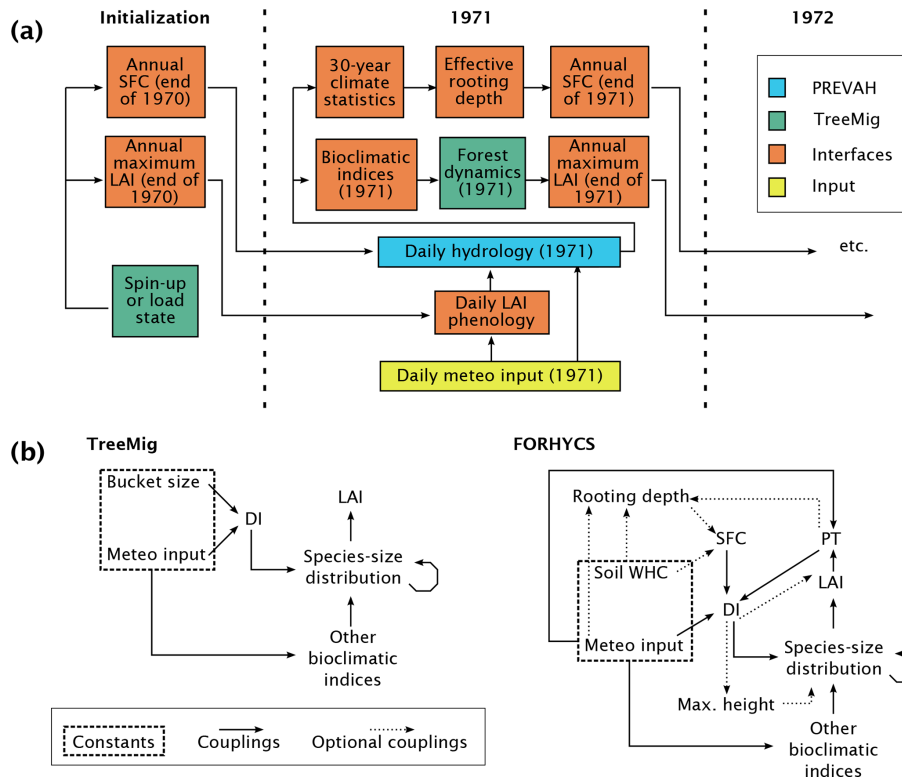 (a)
Initialization
1971
1972
Annual
SFC (end
of 1970)
30-year
climate
statistics
Effective
rooting
depth
Annual
SFC (end
of 1971)
Annual
maximum
LAI (end
of 1970)
Bioclimatic
indices
(1971)
Forest
dynamics
(1971)
Annual
maximum
LAI (end
of 1971)
PREVAH
TreeMig
Interfaces
Input
Daily hydrology (1971)
etc.
Spin-up
or load
state
Daily LAI
phenology
Daily meteo input (1971)
(b)
TreeMig
Bucket size
Meteo input
DI
LAI
Species-size
distribution
Other
bioclimatic
indices
FORHYCS
Rooting depth
SFC
PT
Soil WHC
LAI
DI
Meteo input
Species-size
distribution
Max. height
Other
bioclimatic
indices
Constants
Couplings
Optional couplings